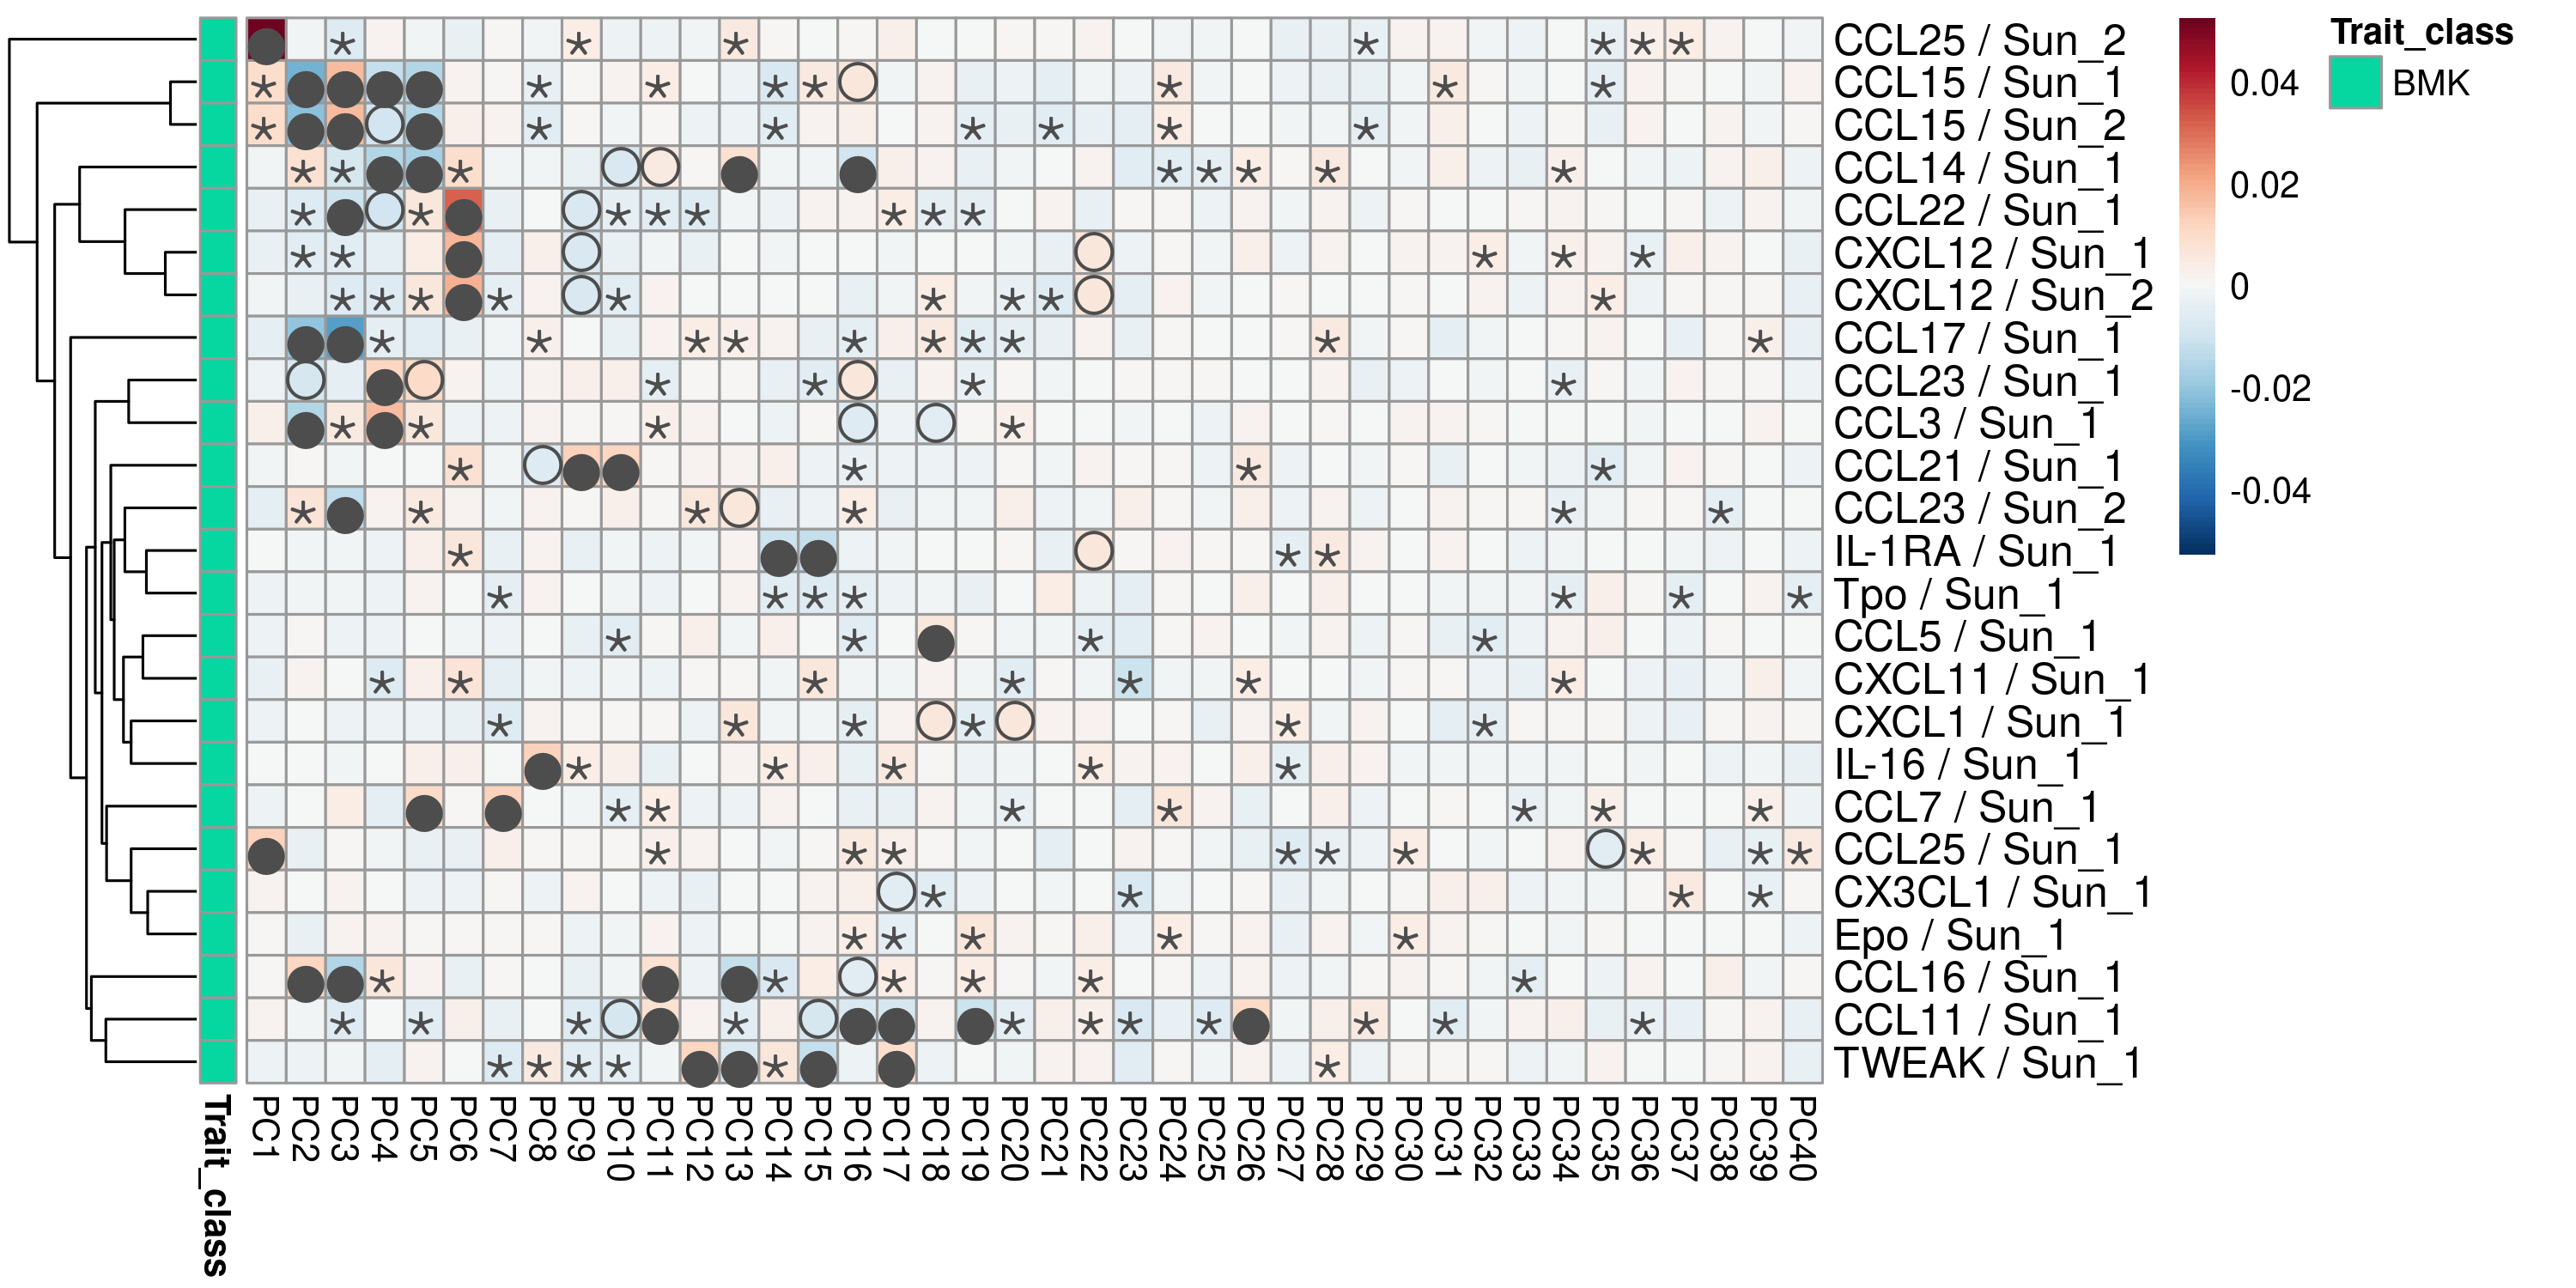 CCL25 / Sun_2
CCL15 / Sun_1
CCL15 / Sun_2
CCL14 / Sun_1
CCL22 / Sun_1
CXCL12 / Sun_1
CXCL12 / Sun_2
CCL17 / Sun_1
CCL23 / Sun_1
CCL3 / Sun_1
CCL21 / Sun_1
CCL23 / Sun_2
IL-1RA / Sun_1
Tpo / Sun_1
CCL5 / Sun_1
CXCL11 / Sun_1
CXCL1 / Sun_1
IL-16 / Sun_1
CCL7 / Sun_1
CCL25 / Sun_1
CX3CL1 / Sun_1
Epo / Sun_1
CCL16 / Sun_1
CCL11 / Sun_1
TWEAK / Sun_1
0.04
0.02
0
-0.02
-0.04
Trait_class
BMK
Trait_class
PC1
PC2
PC3
PC4
PC5
PC6
PC7
PC8
PC9
PC10
PC11
PC12
PC13
PC14
PC15
PC16
PC17
PC18
PC19
PC20
PC21
PC22
PC23
PC24
PC25
PC26
PC27
PC28
PC29
PC30
PC31
PC32
PC33
PC34
PC35
PC36
PC37
PC38
PC39
PC40